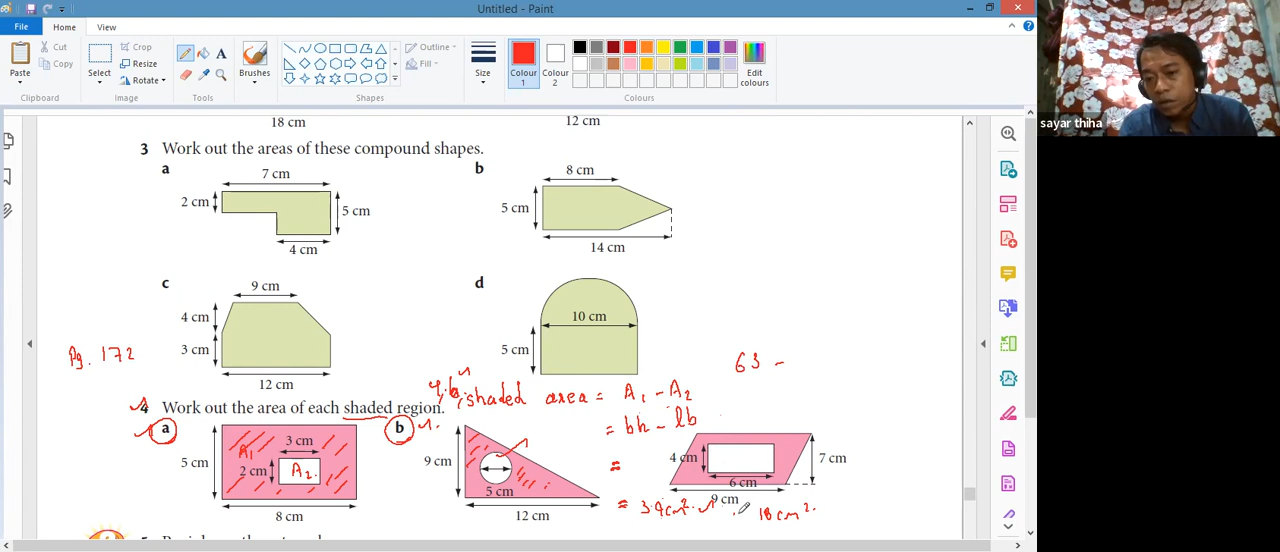 Untitled - Paint
File Home View
Cut
Copy
Paste
Clipboard
Select
Crop
Resize
Rotate
Image
Tools
Brushes
Outline
Fill
Shapes
Size
Colour 1
Colour 2
Edit colours
Colours
sayar thiha
18 cm 12 cm
3 Work out the areas of these compound shapes.
a b
7 cm 8 cm
2 cm 5 cm 5 cm
4 cm 14 cm
c d
9 cm
4 cm 10 cm
3 cm 5 cm
Pg. 172 63 -
12 cm
shaded area = A₁ - A₂
4 Work out the area of each shaded region.
= bh - lb
a b
3 cm
5 cm A₁ 2 cm A₂ 9 cm = 4 cm 7 cm
5 cm 6 cm
9 cm
8 cm 12 cm = 18 cm²